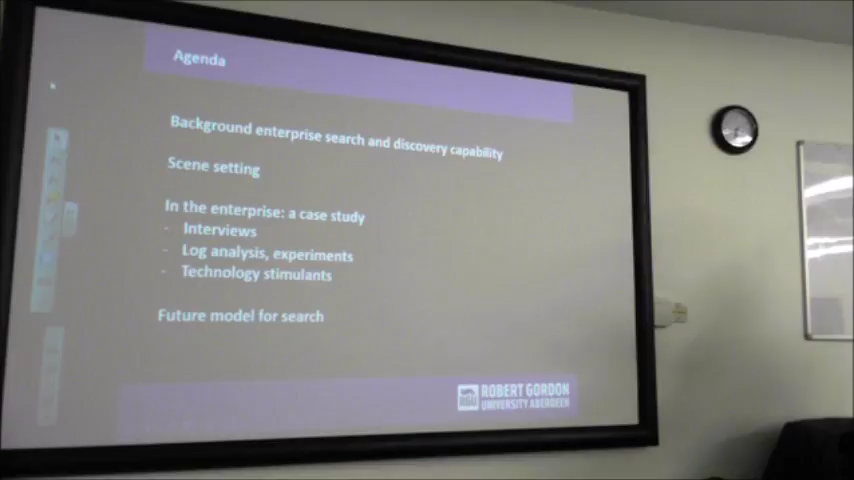 Agenda
Background enterprise search and discovery capability
Scene setting
In the enterprise: a case study
- Interviews
- Log analysis, experiments
- Technology stimulants
Future model for search
ROBERT GORDON
UNIVERSITY ABERDEEN